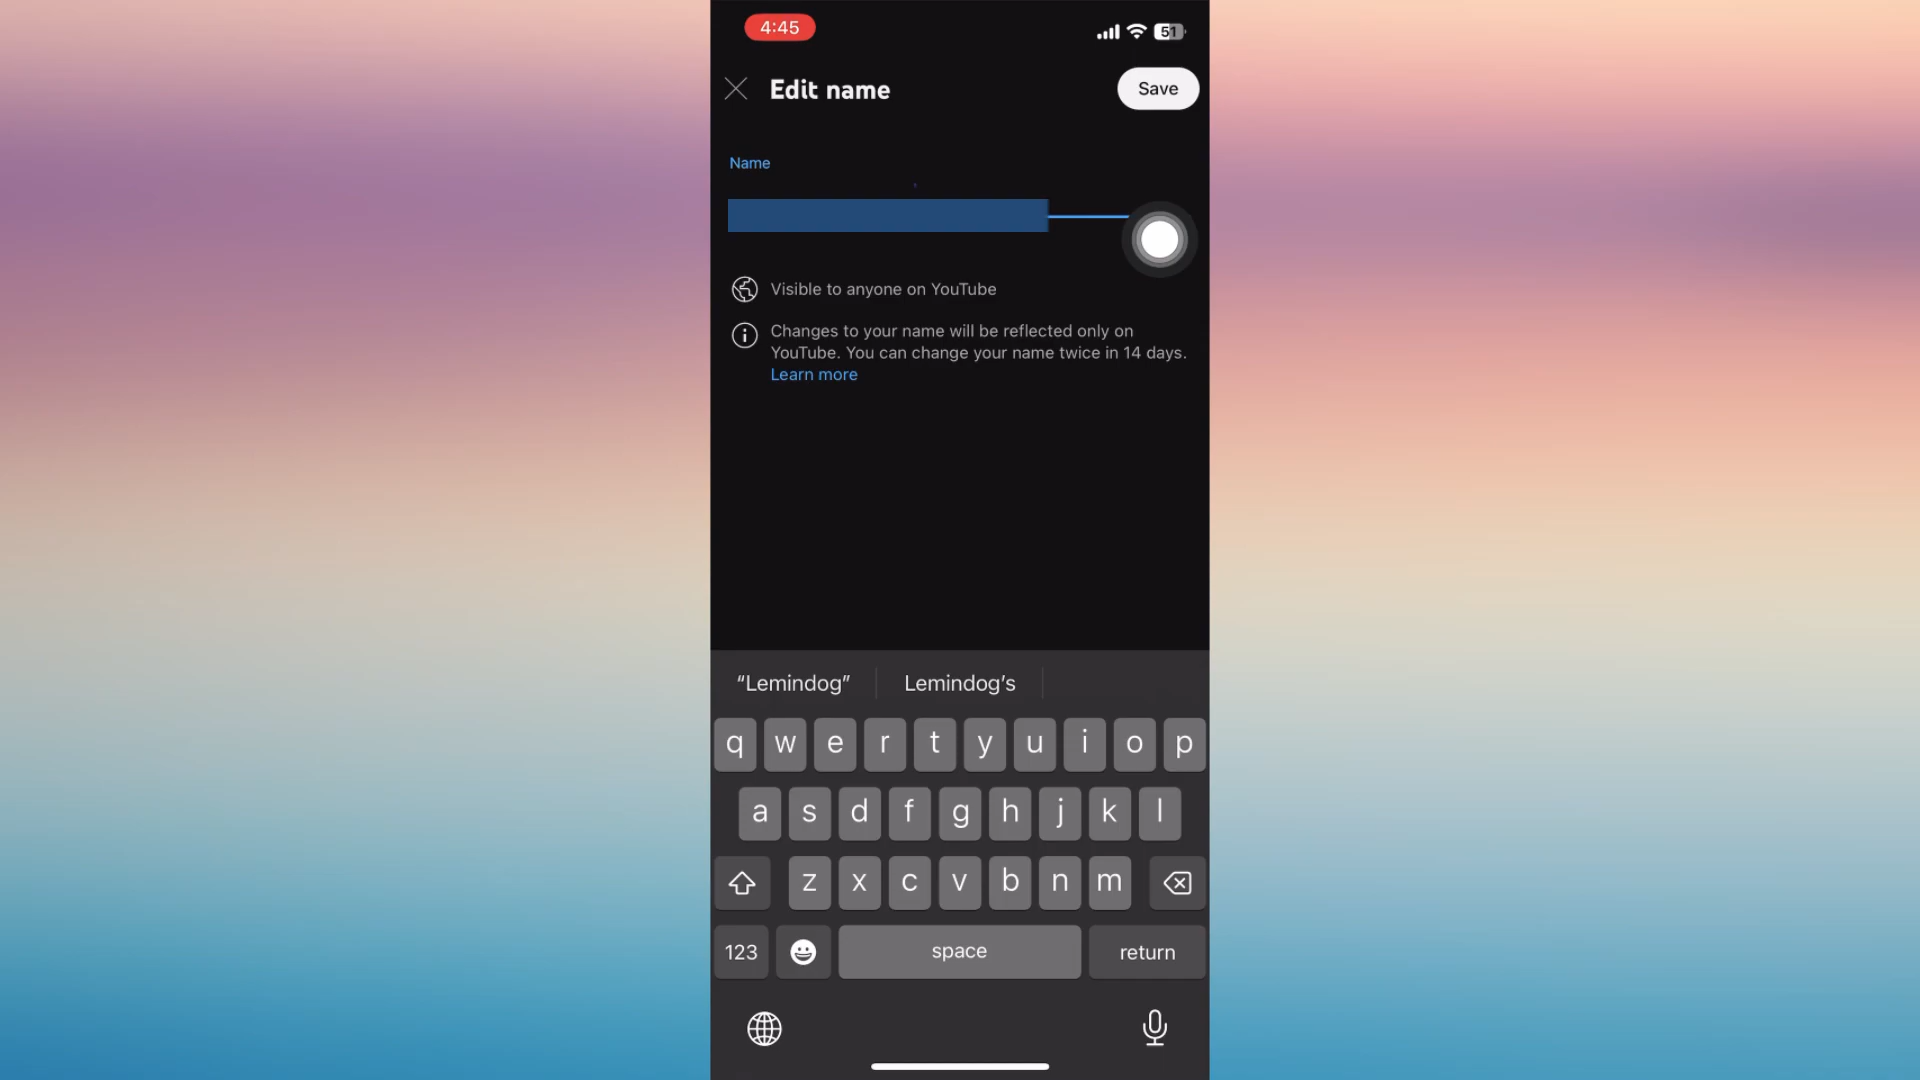 4:45
51
Edit name
Save
Name
Visible to anyone on YouTube
Changes to your name will be reflected only on
YouTube. You can change your name twice in 14 days.
Learn more
“Lemindog”
Lemindog’s
q w e r t y u i o p
a s d f g h j k l
z x c v b n m
123
space
return